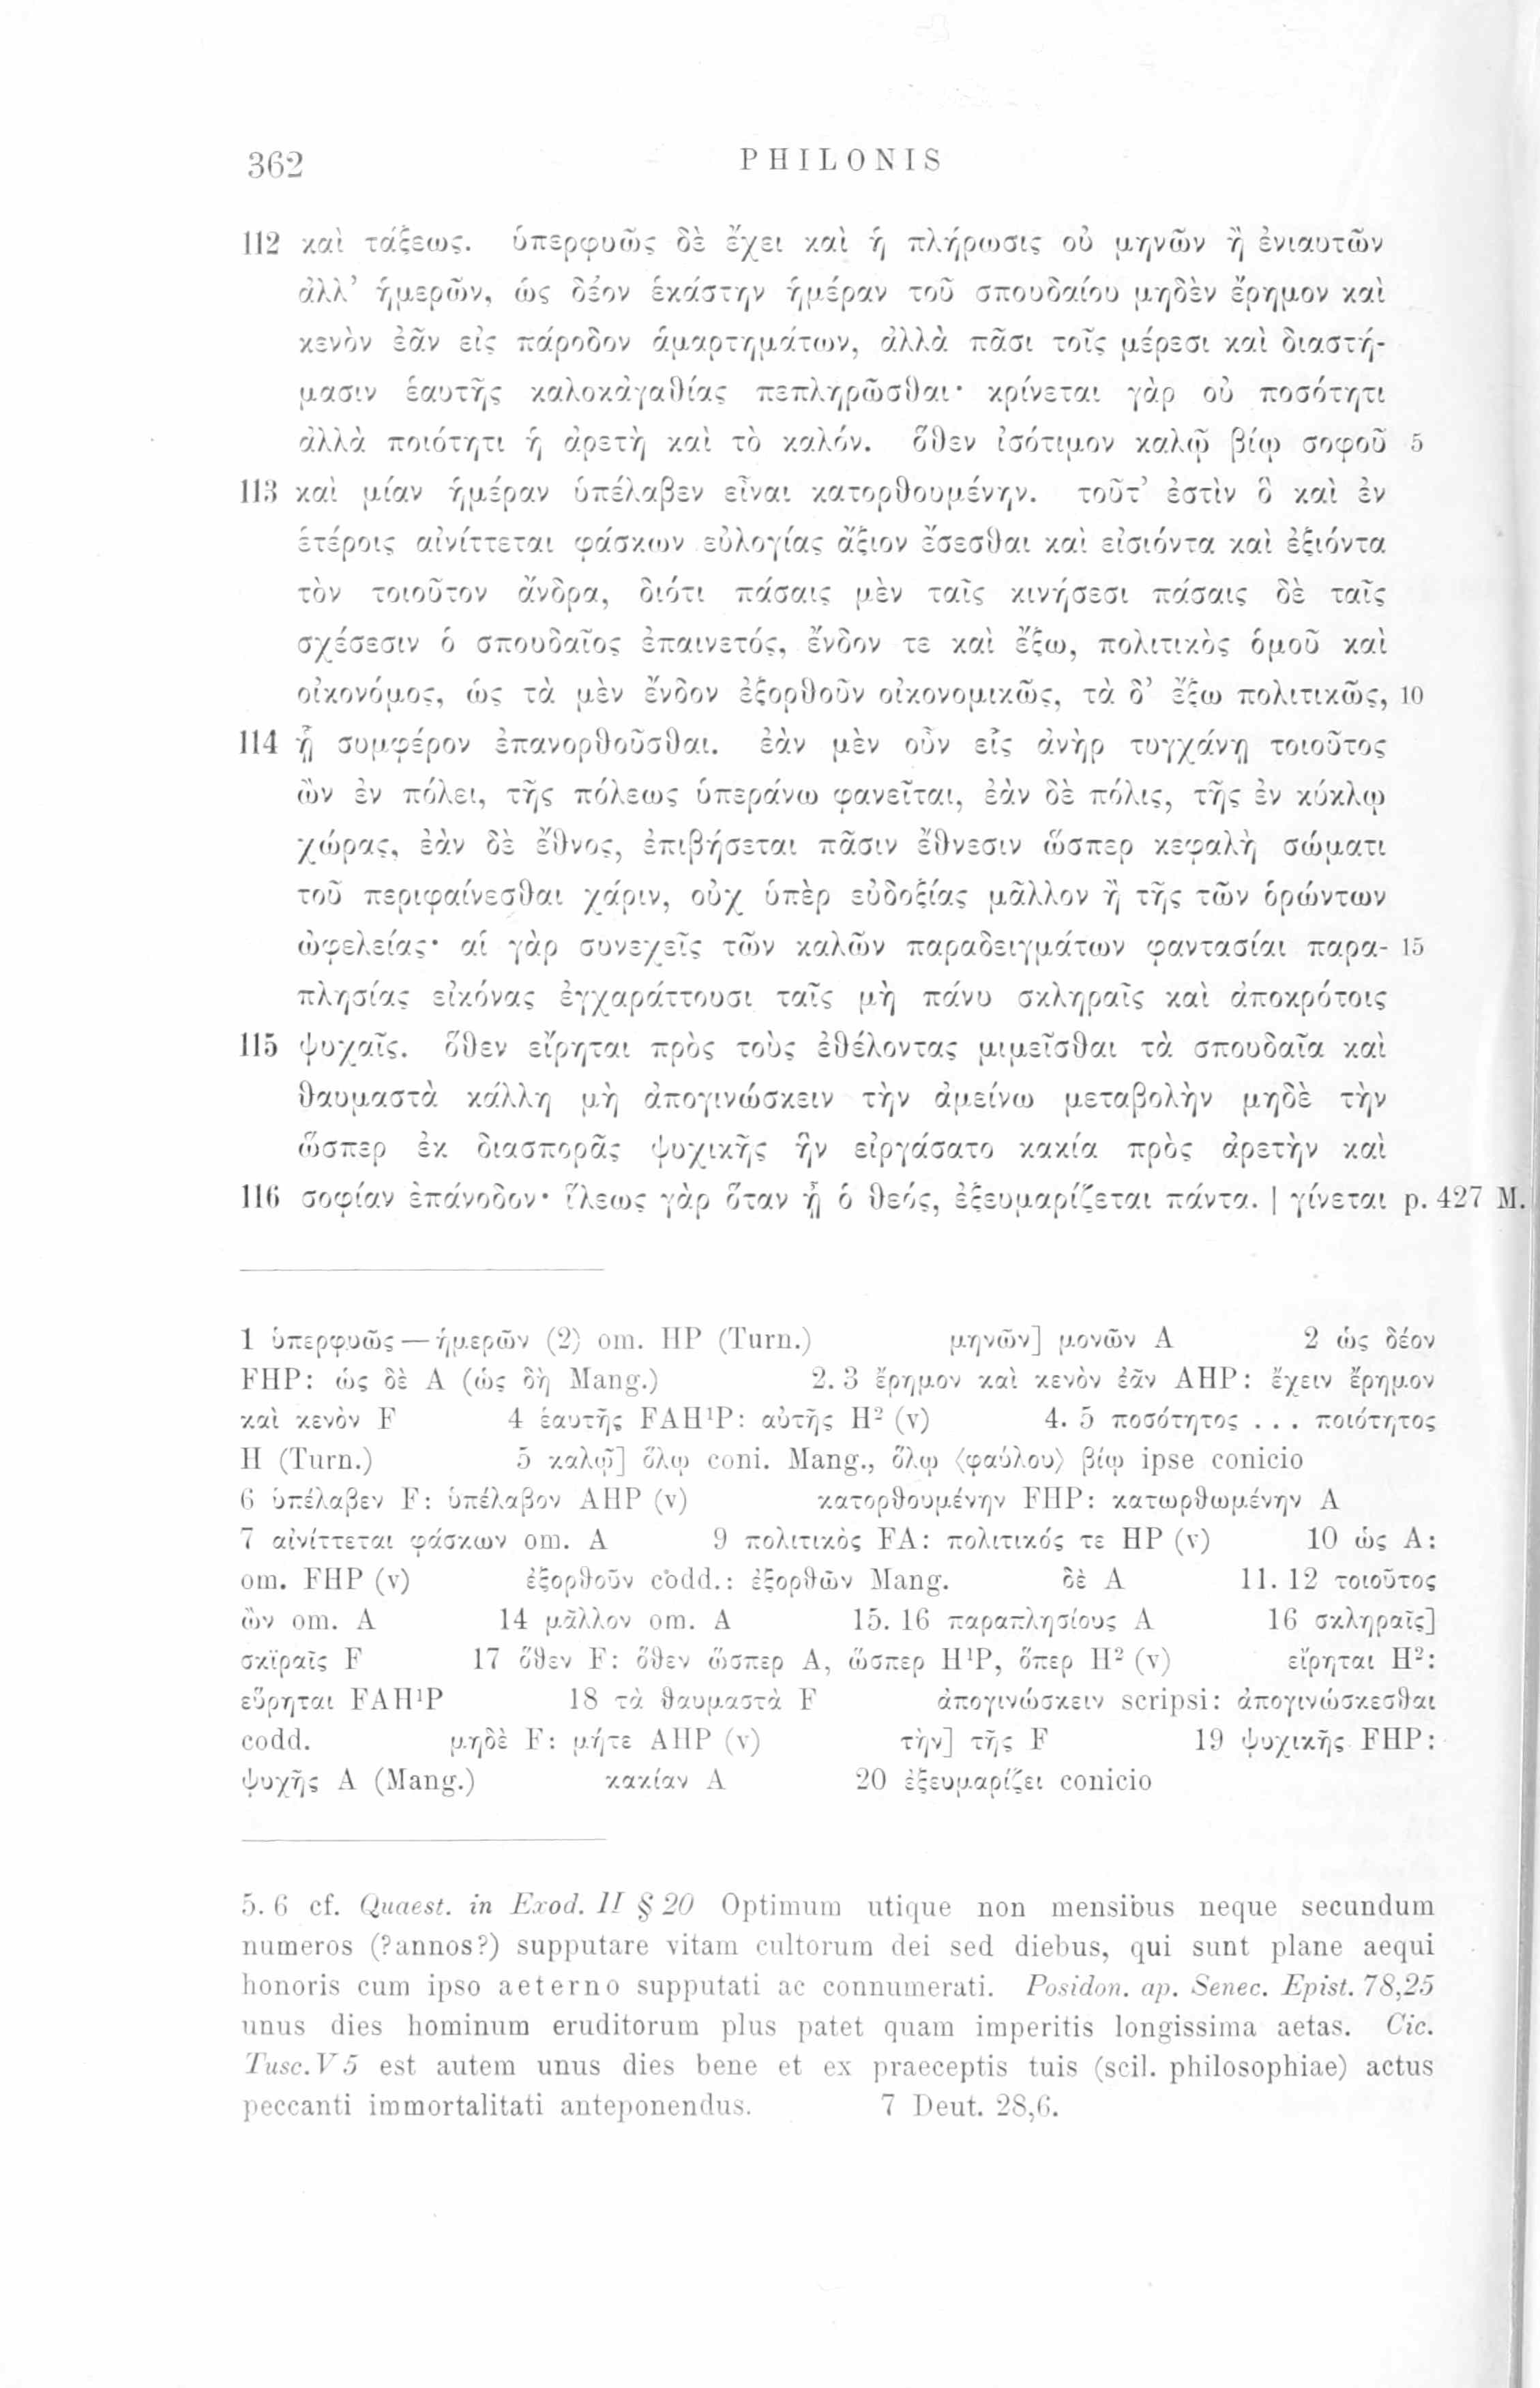 362 PHILONIS
112 καὶ τάξεως. ὑπερφυῶς δὲ ἔχει καὶ ἡ πλήρωσις οὐ μηνῶν ἢ ἐνιαυτῶν
ἀλλ’ ἡμερῶν, ὡς δέον ἑκάστην ἡμέραν τοῦ σπουδαίου μηδὲν ἔρημον καὶ
κενὸν ἐᾶν εἰς πάροδον ἁμαρτημάτων, ἀλλὰ πᾶσι τοῖς μέρεσι καὶ διαστή-
μασιν ἑαυτῆς καλοκἀγαθίας πεπληρῶσθαι· κρίνεται γὰρ οὐ ποσότητι
ἀλλὰ ποιότητι ἡ ἀρετὴ καὶ τὸ καλόν. ὅθεν ἰσότιμον καλῷ βίῳ σοφοῦ 5
113 καὶ μίαν ἡμέραν ὑπέλαβεν εἶναι κατορθουμένην. τοῦτ’ ἐστὶν ὃ καὶ ἐν
ἑτέροις αἰνίττεται φάσκων εὐλογίας ἄξιον ἔσεσθαι καὶ εἰσιόντα καὶ ἐξιόντα
τὸν τοιοῦτον ἄνδρα, διότι πάσαις μὲν ταῖς κινήσεσι πάσαις δὲ ταῖς
σχέσεσιν ὁ σπουδαῖος ἐπαινετός, ἔνδον τε καὶ ἔξω, πολιτικὸς ὁμοῦ καὶ
οἰκονόμος, ὡς τὰ μὲν ἔνδον ἐξορθοῦν οἰκονομικῶς, τὰ δ’ ἔξω πολιτικῶς, 10
114 ᾗ συμφέρον ἐπανορθοῦσθαι. ἐὰν μὲν οὖν εἷς ἀνὴρ τυγχάνῃ τοιοῦτος
ὢν ἐν πόλει, τῆς πόλεως ὑπεράνω φανεῖται, ἐὰν δὲ πόλις, τῆς ἐν κύκλῳ
χώρας, ἐὰν δὲ ἔθνος, ἐπιβήσεται πᾶσιν ἔθνεσιν ὥσπερ κεφαλὴ σώματι
τοῦ περιφαίνεσθαι χάριν, οὐχ ὑπὲρ εὐδοξίας μᾶλλον ἢ τῆς τῶν ὁρώντων
ὠφελείας· αἱ γὰρ συνεχεῖς τῶν καλῶν παραδειγμάτων φαντασίαι παρα- 15
πλησίας εἰκόνας ἐγχαράττουσι ταῖς μὴ πάνυ σκληραῖς καὶ ἀποκρότοις
115 ψυχαῖς. ὅθεν εἴρηται πρὸς τοὺς ἐθέλοντας μιμεῖσθαι τὰ σπουδαῖα καὶ
θαυμαστὰ κάλλη μὴ ἀπογινώσκειν τὴν ἀμείνω μεταβολὴν μηδὲ τὴν
ὥσπερ ἐκ διασπορᾶς ψυχικῆς ἣν εἰργάσατο κακία πρὸς ἀρετὴν καὶ
116 σοφίαν ἐπάνοδον· ἵλεως γὰρ ὅταν ᾖ ὁ θεός, ἐξευμαρίζεται πάντα. | γίνεται p. 427 M.
1 ὑπερφυῶς — ἡμερῶν (2) om. HP (Turn.) μηνῶν] μονῶν A 2 ὡς δέον
FHP: ὡς δὲ A (ὡς δὴ Mang.) 2. 3 ἔρημον καὶ κενὸν ἐᾶν AHP: ἔχειν ἔρημον
καὶ κενὸν F 4 ἑαυτῆς FAH¹P: αὐτῆς H² (v) 4. 5 ποσότητος . . . ποιότητος
H (Turn.) 5 καλῷ] ὅλῳ coni. Mang., ὅλῳ ⟨φαύλου⟩ βίῳ ipse conicio
6 ὑπέλαβεν F: ὑπέλαβον AHP (v) κατορθουμένην FHP: κατωρθωμένην A
7 αἰνίττεται φάσκων om. A 9 πολιτικὸς FA: πολιτικός τε HP (v) 10 ὡς A:
om. FHP (v) ἐξορθοῦν codd.: ἐξορθῶν Mang. δὲ A 11. 12 τοιοῦτος
ὢν om. A 14 μᾶλλον om. A 15. 16 παραπλησίους A 16 σκληραῖς]
σκϊραῖς F 17 ὅθεν F: ὅθεν ὥσπερ A, ὥσπερ H¹P, ὅπερ H² (v) εἴρηται H²:
εὕρηται FAH¹P 18 τὰ θαυμαστὰ F ἀπογινώσκειν scripsi: ἀπογινώσκεσθαι
codd. μηδὲ F: μήτε AHP (v) τὴν] τῆς F 19 ψυχικῆς FHP:
ψυχῆς A (Mang.) κακίαν A 20 ἐξευμαρίζει conicio
5. 6 cf. Quaest. in Exod. II § 20 Optimum utique non mensibus neque secundum
numeros (?annos?) supputare vitam cultorum dei sed diebus, qui sunt plane aequi
honoris cum ipso aeterno supputati ac connumerati. Posidon. ap. Senec. Epist. 78,25
unus dies hominum eruditorum plus patet quam imperitis longissima aetas. Cic.
Tusc. V 5 est autem unus dies bene et ex praeceptis tuis (scil. philosophiae) actus
peccanti immortalitati anteponendus. 7 Deut. 28,6.